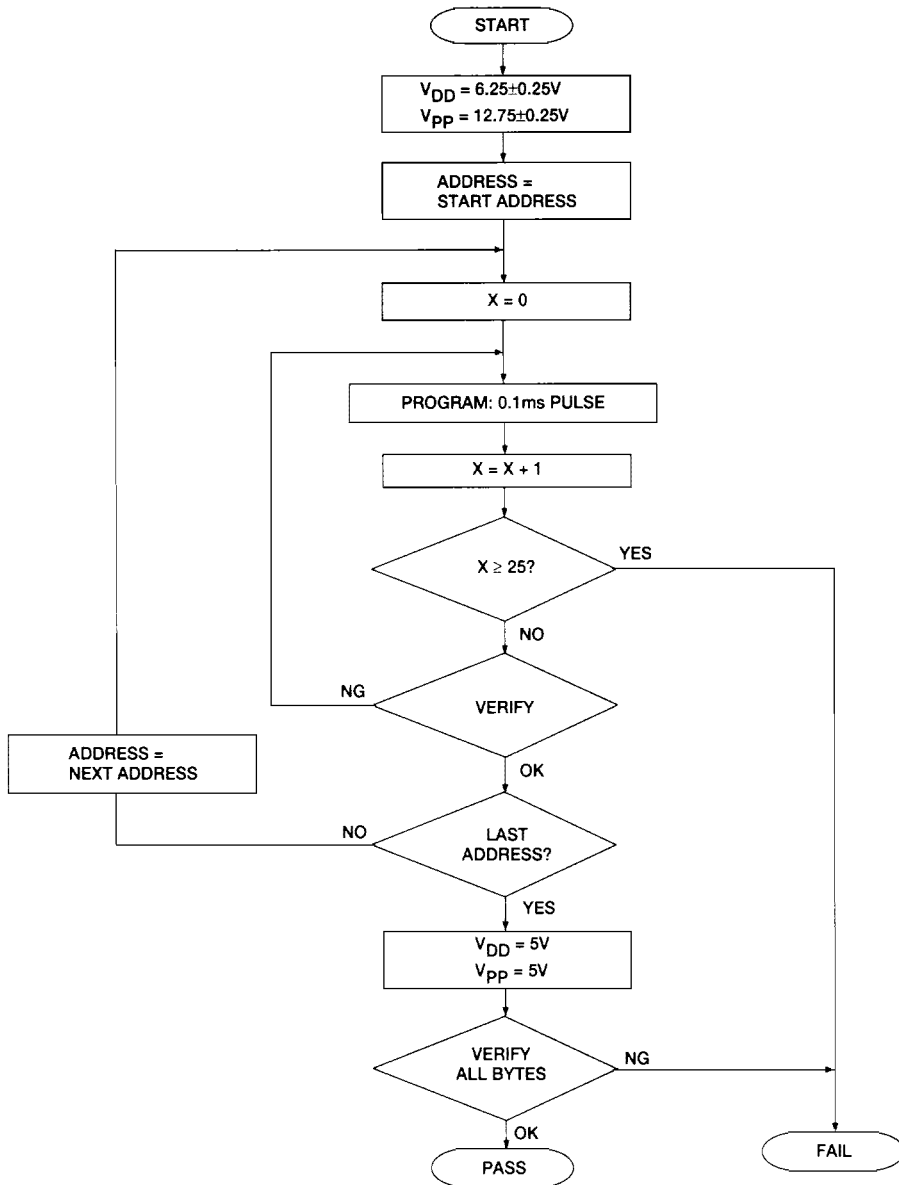 START
VDD = 6.25±0.25V
VPP = 12.75±0.25V
ADDRESS =
START ADDRESS
X = 0
PROGRAM: 0.1ms PULSE
X = X + 1
X ≥ 25?
YES
NO
VERIFY
NG
OK
ADDRESS =
NEXT ADDRESS
LAST
ADDRESS?
NO
YES
VDD = 5V
VPP = 5V
VERIFY
ALL BYTES
NG
OK
PASS
FAIL